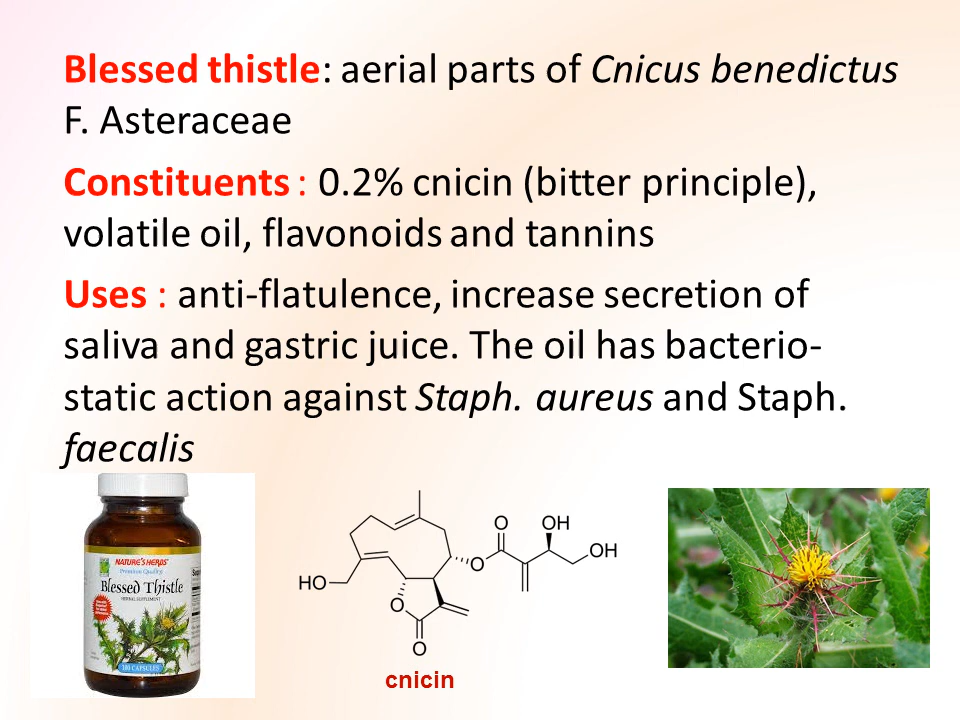 Blessed thistle: aerial parts of Cnicus benedictus
F. Asteraceae
Constituents : 0.2% cnicin (bitter principle),
volatile oil, flavonoids and tannins
Uses : anti-flatulence, increase secretion of
saliva and gastric juice. The oil has bacterio-
static action against Staph. aureus and Staph.
faecalis
NATURE'S HERBS
Premium Quality
Blessed Thistle
HERBAL SUPPLEMENT
100 CAPSULES
O
OH
OH
O
HO
O
O
cnicin